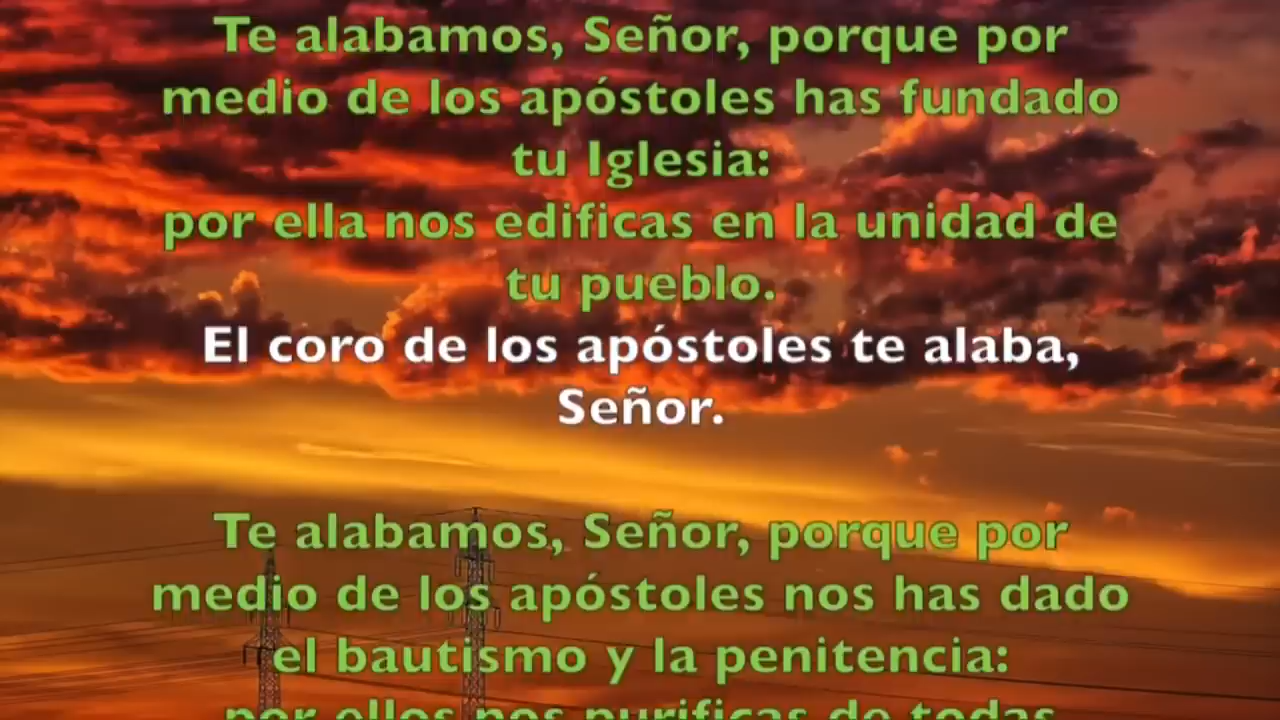 Te alabamos, Señor, porque por
medio de los apóstoles has fundado
tu Iglesia:
por ella nos edificas en la unidad de
tu pueblo.
El coro de los apóstoles te alaba,
Señor.
Te alabamos, Señor, porque por
medio de los apóstoles nos has dado
el bautismo y la penitencia:
por ellos nos purificas de todas